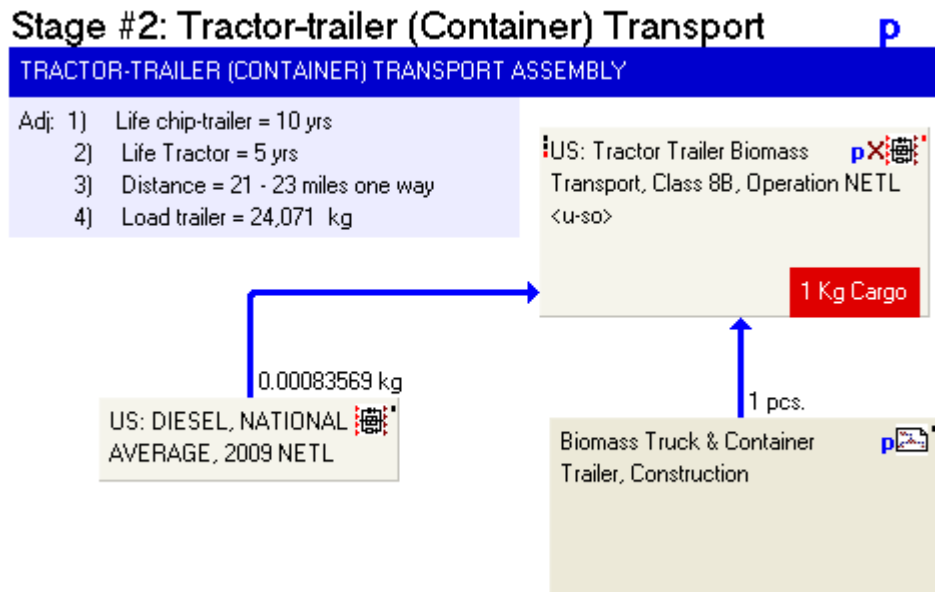 Stage #2: Tractor-trailer (Container) Transport p
TRACTOR-TRAILER (CONTAINER) TRANSPORT ASSEMBLY
Adj: 1) Life chip-trailer = 10 yrs
2) Life Tractor = 5 yrs
3) Distance = 21 - 23 miles one way
4) Load trailer = 24,071 kg
US: Tractor Trailer Biomass pX
Transport, Class 8B, Operation NETL
<u-so>
1 Kg Cargo
0.00083569 kg
US: DIESEL, NATIONAL
AVERAGE, 2009 NETL
1 pcs.
Biomass Truck & Container p
Trailer, Construction